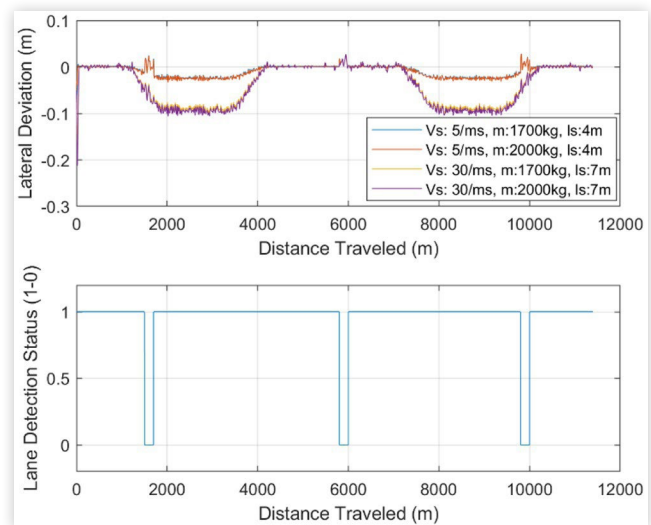 0.1
0
-0.1
-0.2
-0.3
Lateral Deviation (m)
Vs: 5/ms, m:1700kg, ls:4m
Vs: 5/ms, m:2000kg, ls:4m
Vs: 30/ms, m:1700kg, ls:7m
Vs: 30/ms, m:2000kg, ls:7m
0 2000 4000 6000 8000 10000 12000
Distance Traveled (m)
Lane Detection Status (1-0)
1
0.5
0
0 2000 4000 6000 8000 10000 12000
Distance Traveled (m)